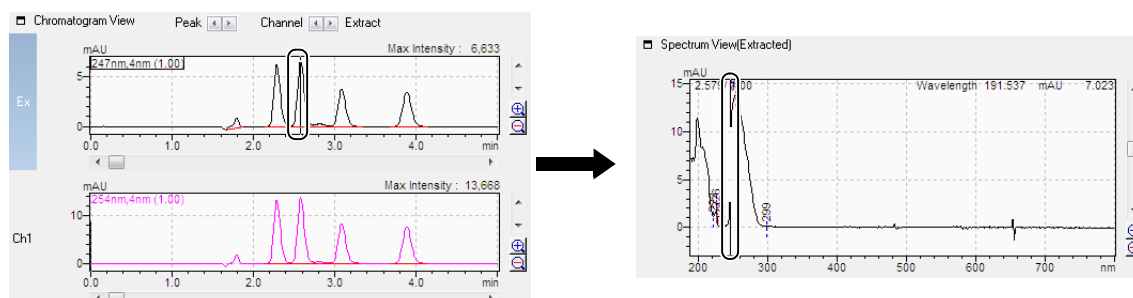 Chromatogram View Peak Channel Extract
mAU Max Intensity : 6,633
247nm,4nm (1.00)
Ex
5
0
0.0 1.0 2.0 3.0 4.0 min
mAU Max Intensity : 13,668
254nm,4nm (1.00)
Ch1
10
0
0.0 1.0 2.0 3.0 4.0 min
Spectrum View(Extracted)
mAU
15 Wavelength 191.537 mAU 7.023
10
5
0
299
200 300 400 500 600 700 nm